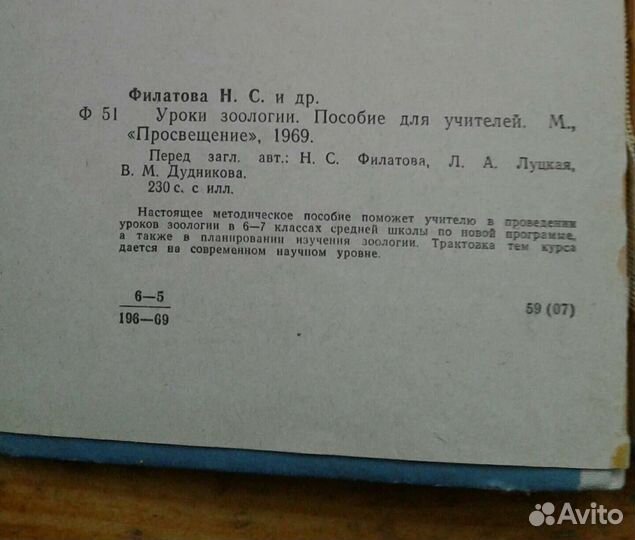 Филатова Н. С. и др.
Ф 51 Уроки зоологии. Пособие для учителей. М.,
«Просвещение», 1969.
Перед загл. авт.: Н. С. Филатова, Л. А. Луцкая,
В. М. Дудникова.
230 с. с илл.
Настоящее методическое пособие поможет учителю в проведении
уроков зоологии в 6—7 классах средней школы по новой программе,
а также в планировании изучения зоологии. Трактовка тем курса
дается на современном научном уровне.
6—5
196—69
59 (07)
Avito